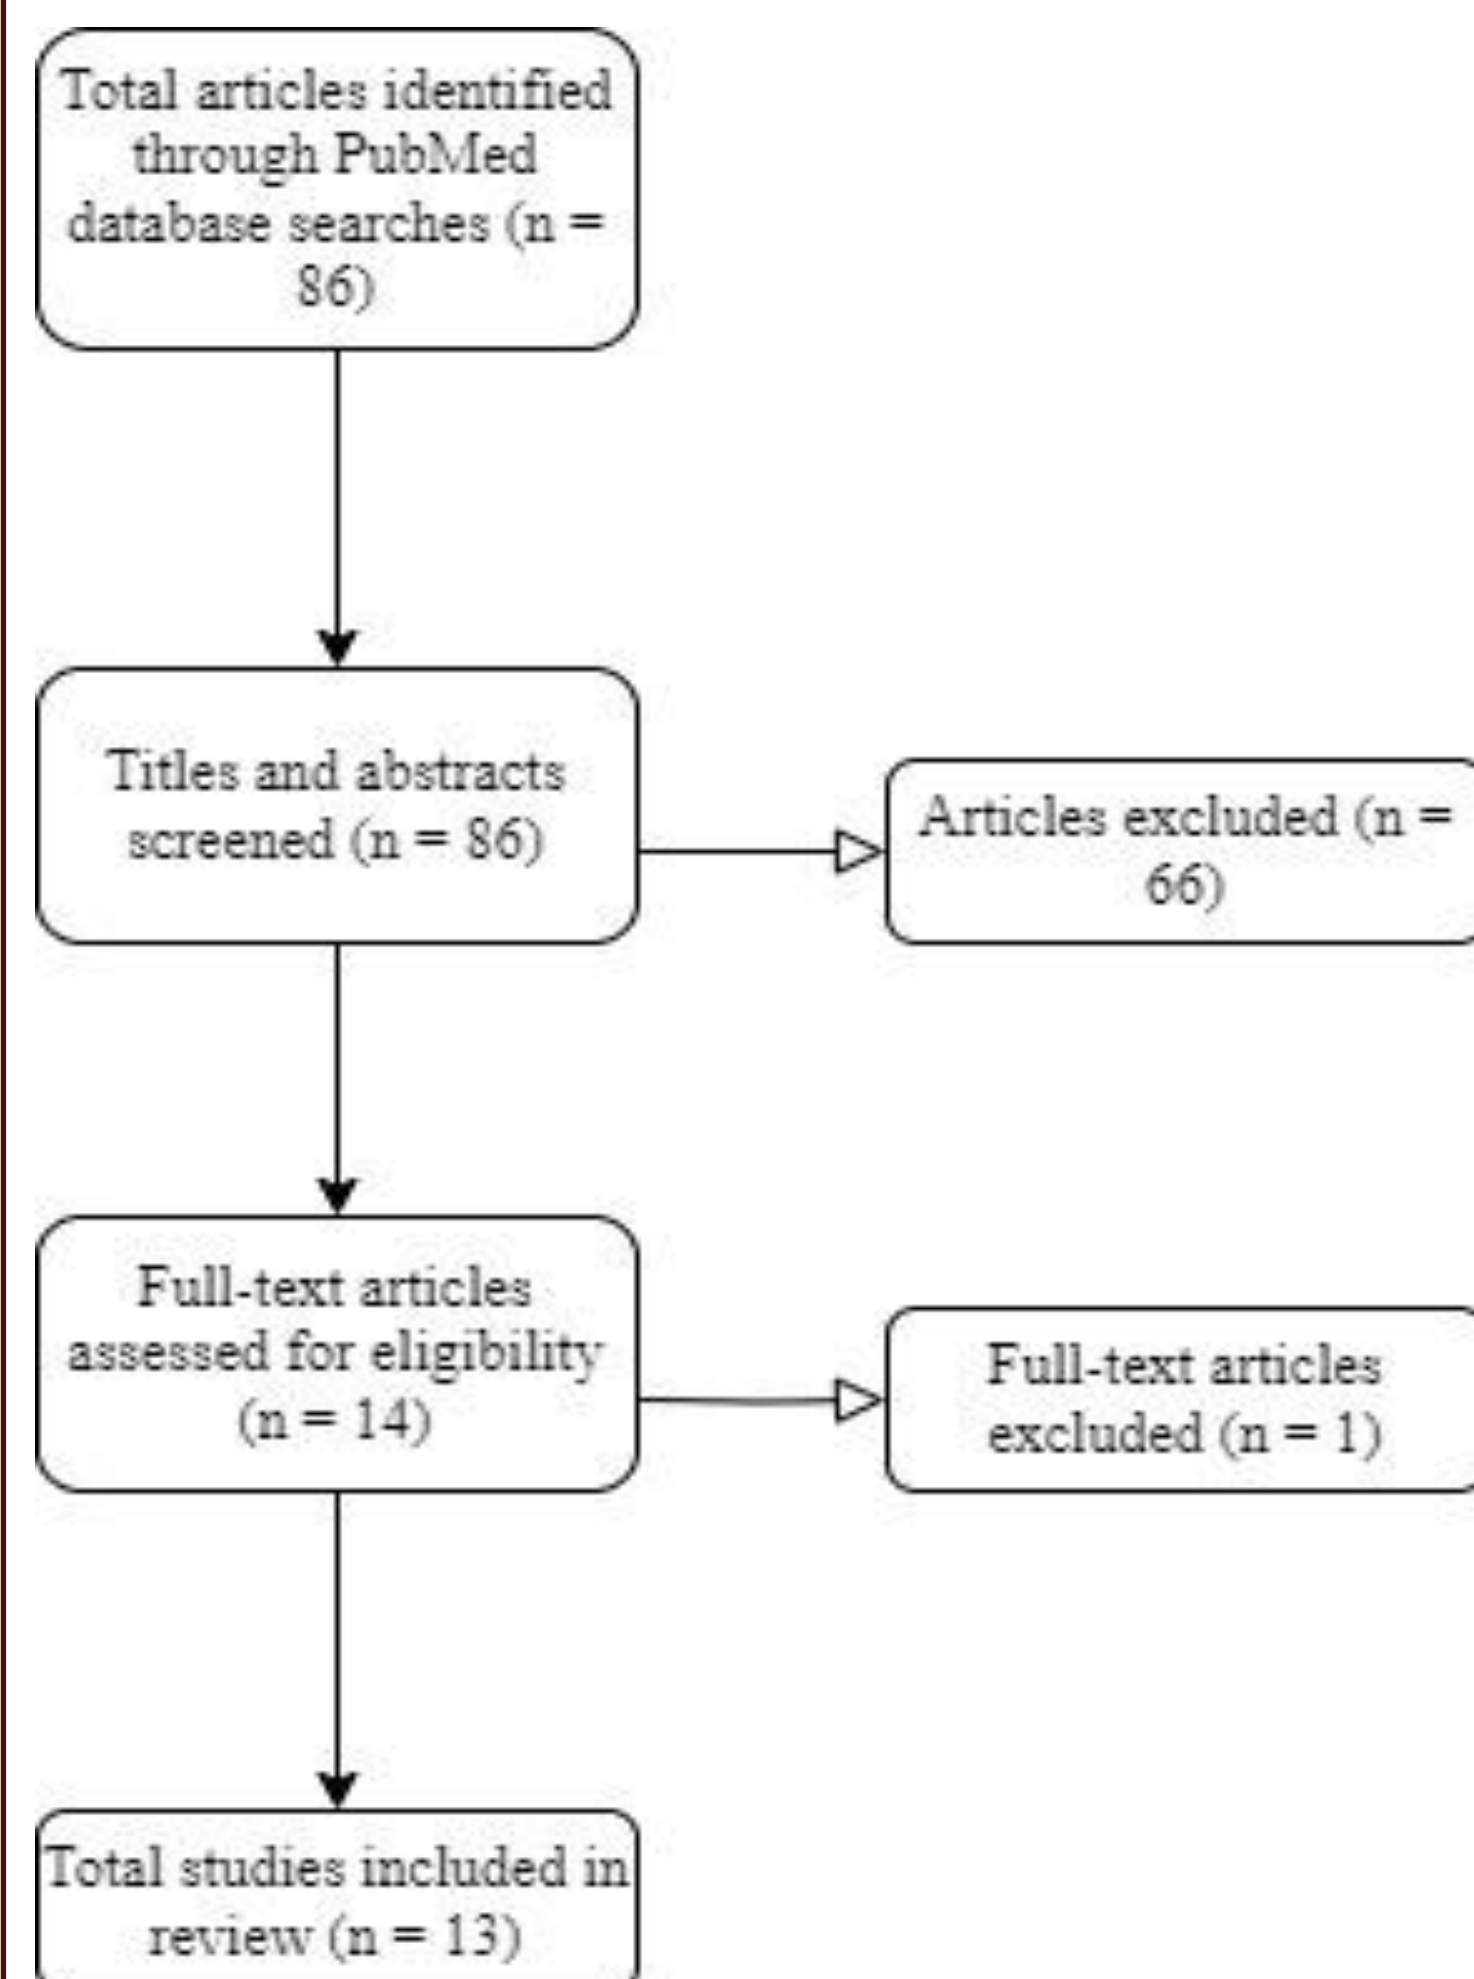 Total articles identified
through PubMed
database searches (n =
86)
Titles and abstracts
screened (n = 86)
Articles excluded (n =
66)
Full-text articles
assessed for eligibility
(n = 14)
Full-text articles
excluded (n = 1)
Total studies included in
review (n = 13)